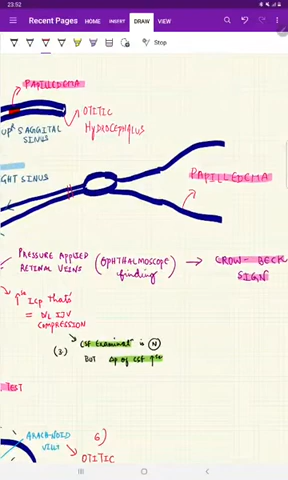 23:52
Recent Pages HOME INSERT DRAW VIEW
Stop
PAPILLEDEMA
OTITIC
HYDROCEPHALUS
SAGGITAL
SINUS
GHT SINUS
PAPILLEDEMA
PRESSURE APPLIED
RETINAL VEINS
(OPHTHALMOSCOPE
finding)
→ CROW-BECK
SIGN
↑ Icp that's
= IJV
COMPRESSION
(3) CSF Examinat is N
BUT Δp of CSF ↑
TEST
ARACHNOID
VILLI
6)
→ OTITIC